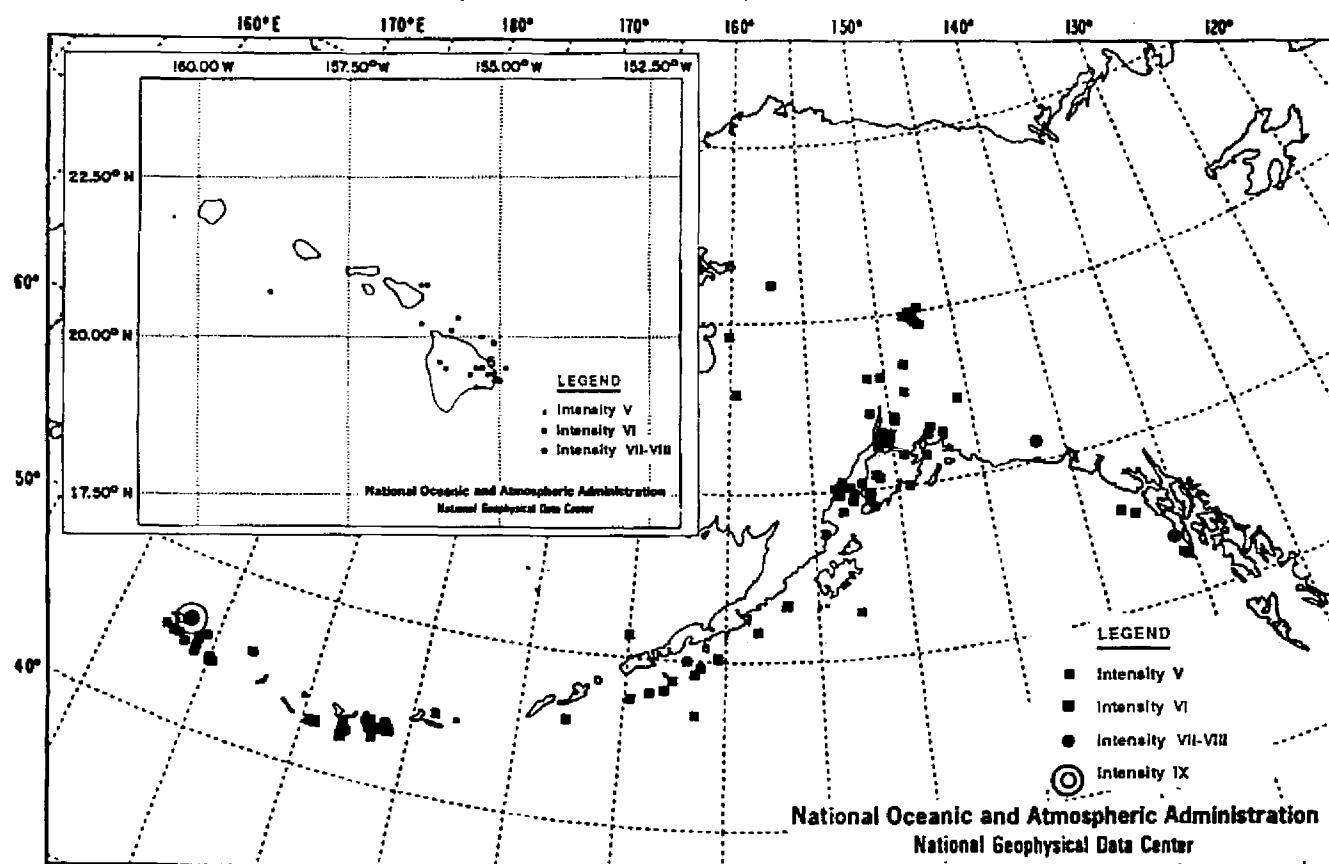 160°E 170°E 180° 170° 160° 150° 140° 130° 120°
160.00 W 157.50° W 155.00° W 152.50° W
22.50° N
20.00° N
17.50° N
LEGEND
Intensity V
Intensity VI
Intensity VII-VIII
National Oceanic and Atmospheric Administration
National Geophysical Data Center
60°
50°
40°
LEGEND
Intensity V
Intensity VI
Intensity VII-VIII
Intensity IX
National Oceanic and Atmospheric Administration
National Geophysical Data Center